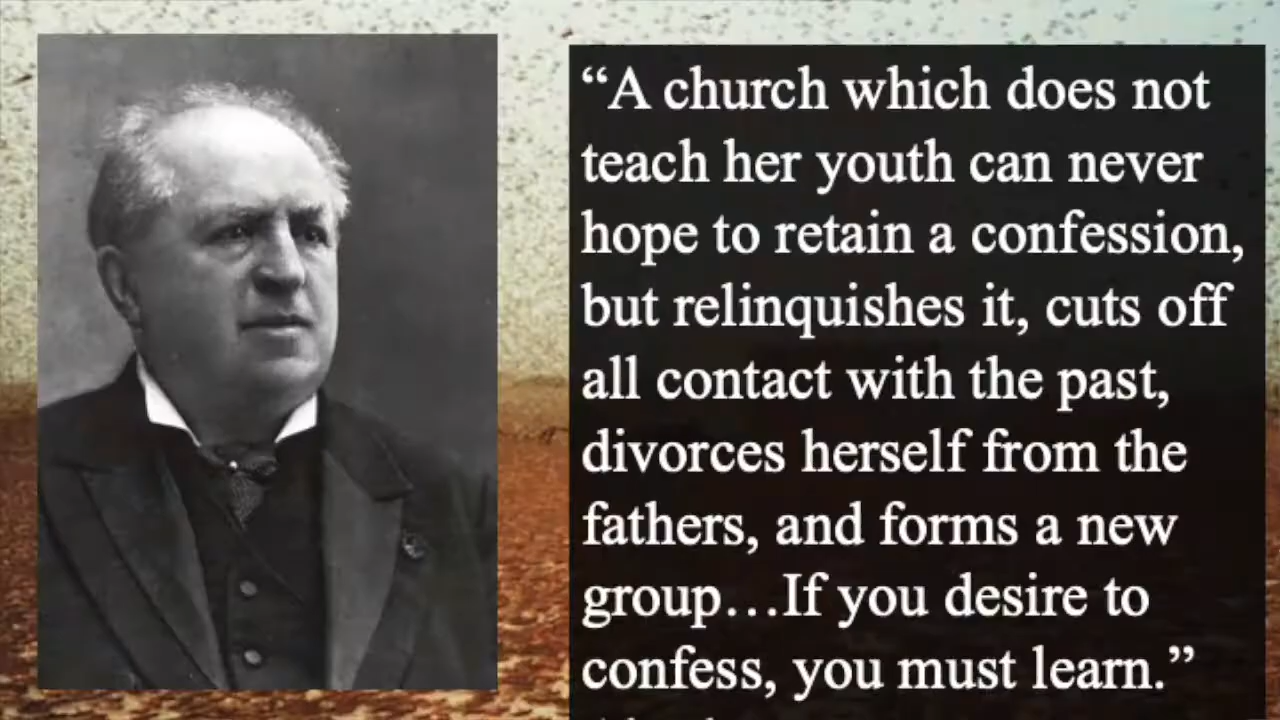 “A church which does not
teach her youth can never
hope to retain a confession,
but relinquishes it, cuts off
all contact with the past,
divorces herself from the
fathers, and forms a new
group…If you desire to
confess, you must learn.”